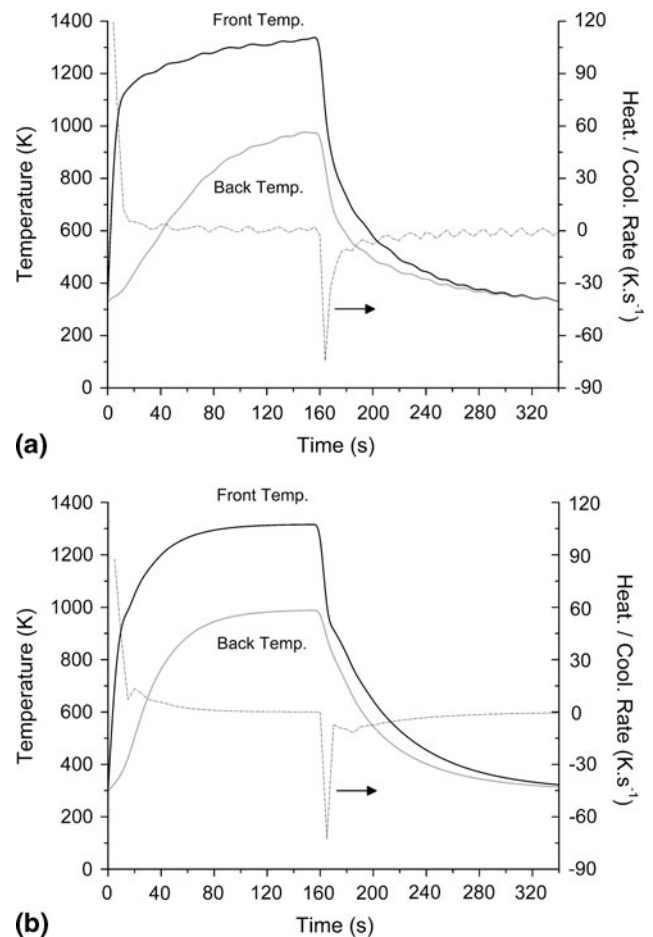 1400
1200
1000
800
600
400
200
0
Temperature (K)
Front Temp.
Back Temp.
120
90
60
30
0
-30
-60
-90
Heat. / Cool. Rate (K.s⁻¹)
0 40 80 120 160 200 240 280 320
Time (s)
(a)
1400
1200
1000
800
600
400
200
0
Temperature (K)
Front Temp.
Back Temp.
120
90
60
30
0
-30
-60
-90
Heat. / Cool. Rate (K.s⁻¹)
0 40 80 120 160 200 240 280 320
Time (s)
(b)